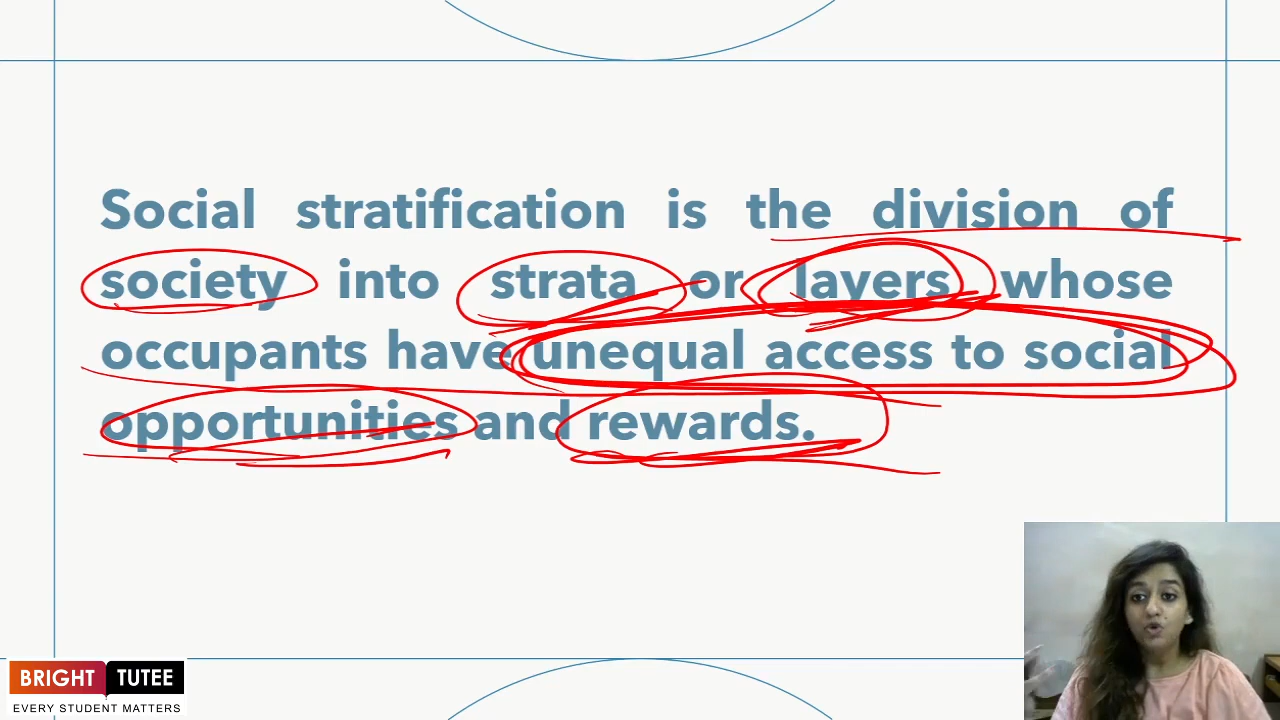 Social stratification is the division of
society into strata or layers whose
occupants have unequal access to social
opportunities and rewards.
BRIGHT TUTEE
EVERY STUDENT MATTERS